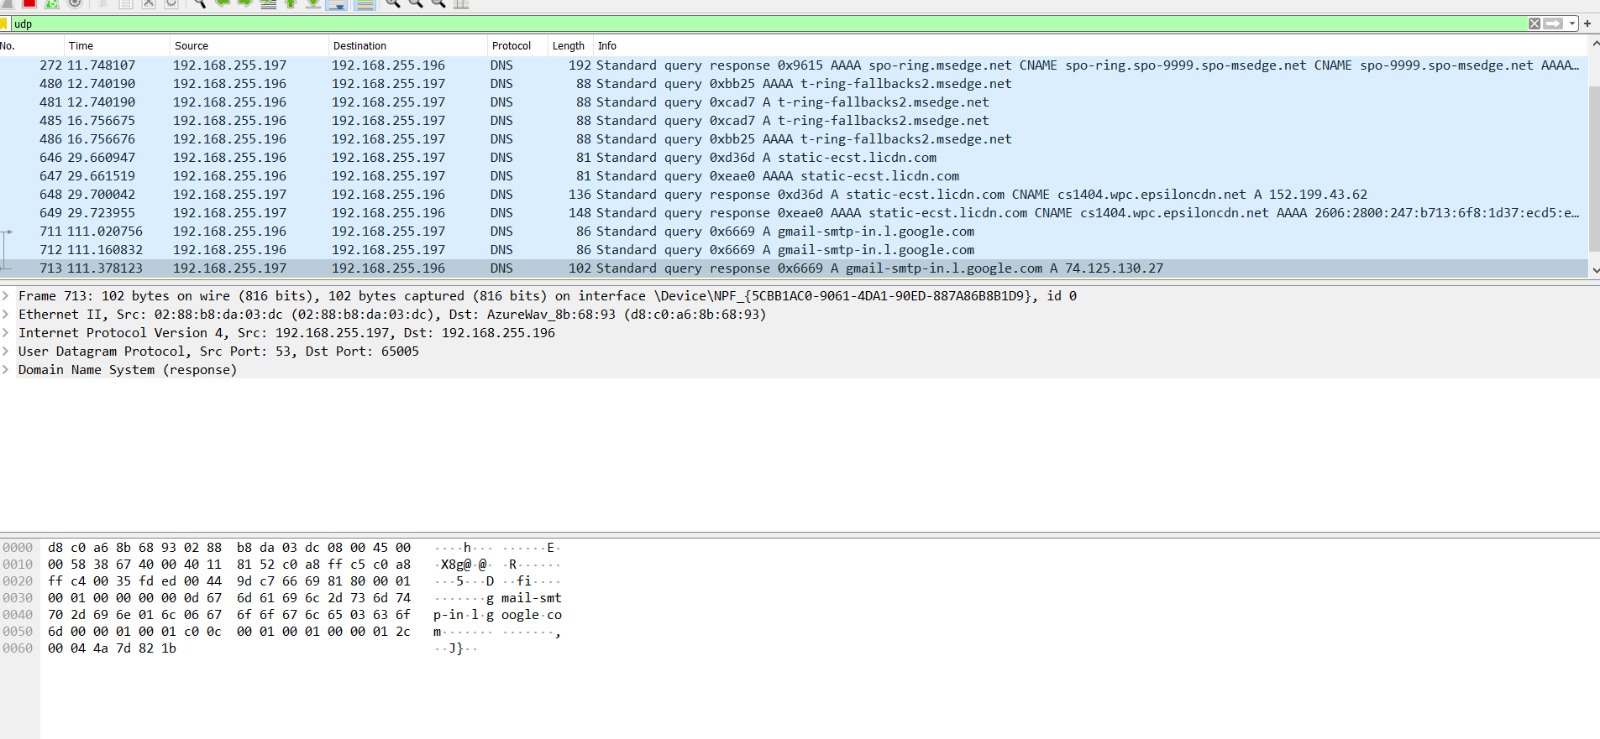 udp
No. Time Source Destination Protocol Length Info
272 11.748107 192.168.255.197 192.168.255.196 DNS 192 Standard query response 0x9615 AAAA spo-ring.msedge.net CNAME spo-ring.spo-9999.spo-msedge.net CNAME spo-9999.spo-msedge.net AAAA…
480 12.740190 192.168.255.196 192.168.255.197 DNS 88 Standard query 0xbb25 AAAA t-ring-fallbacks2.msedge.net
481 12.740190 192.168.255.196 192.168.255.197 DNS 88 Standard query 0xcad7 A t-ring-fallbacks2.msedge.net
485 16.756675 192.168.255.196 192.168.255.197 DNS 88 Standard query 0xcad7 A t-ring-fallbacks2.msedge.net
486 16.756676 192.168.255.196 192.168.255.197 DNS 88 Standard query 0xbb25 AAAA t-ring-fallbacks2.msedge.net
646 29.660947 192.168.255.196 192.168.255.197 DNS 81 Standard query 0xd36d A static-ecst.licdn.com
647 29.661519 192.168.255.196 192.168.255.197 DNS 81 Standard query 0xeae0 AAAA static-ecst.licdn.com
648 29.700042 192.168.255.197 192.168.255.196 DNS 136 Standard query response 0xd36d A static-ecst.licdn.com CNAME cs1404.wpc.epsiloncdn.net A 152.199.43.62
649 29.723955 192.168.255.197 192.168.255.196 DNS 148 Standard query response 0xeae0 AAAA static-ecst.licdn.com CNAME cs1404.wpc.epsiloncdn.net AAAA 2606:2800:247:b713:6f8:1d37:ecd5:e…
711 111.020756 192.168.255.196 192.168.255.197 DNS 86 Standard query 0x6669 A gmail-smtp-in.l.google.com
712 111.160832 192.168.255.196 192.168.255.197 DNS 86 Standard query 0x6669 A gmail-smtp-in.l.google.com
713 111.378123 192.168.255.197 192.168.255.196 DNS 102 Standard query response 0x6669 A gmail-smtp-in.l.google.com A 74.125.130.27
Frame 713: 102 bytes on wire (816 bits), 102 bytes captured (816 bits) on interface \Device\NPF_{5CBB1AC0-9061-4DA1-90ED-887A86B8B1D9}, id 0
Ethernet II, Src: 02:88:b8:da:03:dc (02:88:b8:da:03:dc), Dst: AzureWav_8b:68:93 (d8:c0:a6:8b:68:93)
Internet Protocol Version 4, Src: 192.168.255.197, Dst: 192.168.255.196
User Datagram Protocol, Src Port: 53, Dst Port: 65005
Domain Name System (response)
0000 d8 c0 a6 8b 68 93 02 88 b8 da 03 dc 08 00 45 00 ····h··· ······E·
0010 00 58 38 67 40 00 40 11 81 52 c0 a8 ff c5 c0 a8 ·X8g@·@· ·R······
0020 ff c4 00 35 fd ed 00 44 9d c7 66 69 81 80 00 01 ···5···D ··fi····
0030 00 01 00 00 00 00 0d 67 6d 61 69 6c 2d 73 6d 74 ·······g mail-smt
0040 70 2d 69 6e 01 6c 06 67 6f 6f 67 6c 65 03 63 6f p-in·l·g oogle·co
0050 6d 00 00 01 00 01 c0 0c 00 01 00 01 00 00 01 2c m······· ·······,
0060 00 04 4a 7d 82 1b ··J}··